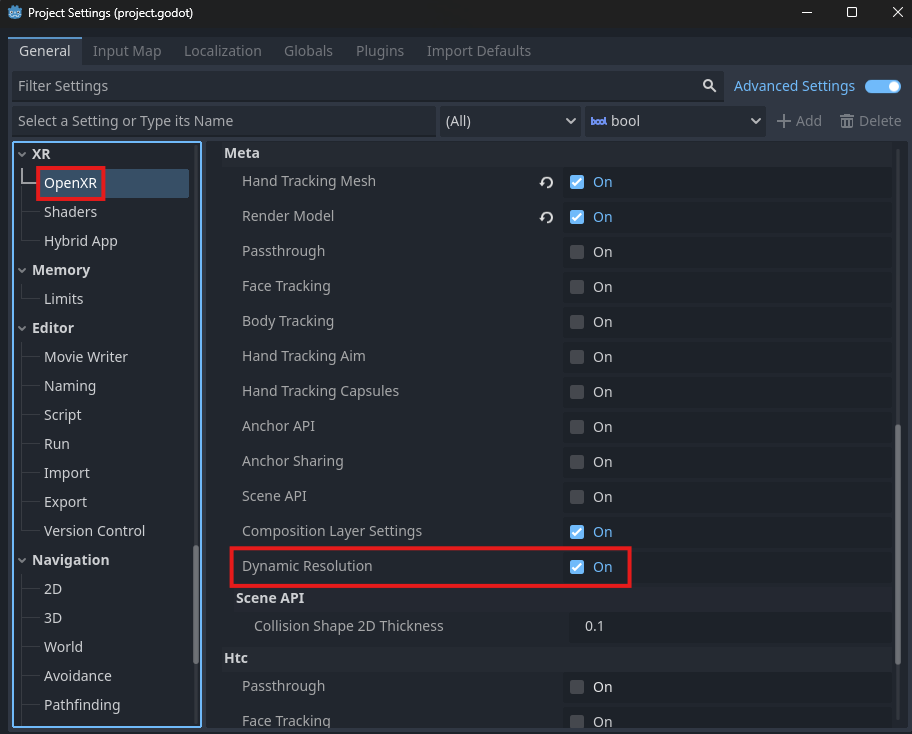 Project Settings (project.godot)
General Input Map Localization Globals Plugins Import Defaults
Filter Settings Advanced Settings
Select a Setting or Type its Name (All) bool bool Add Delete
XR
OpenXR
Shaders
Hybrid App
Memory
Limits
Editor
Movie Writer
Naming
Script
Run
Import
Export
Version Control
Navigation
2D
3D
World
Avoidance
Pathfinding
Meta
Hand Tracking Mesh On
Render Model On
Passthrough On
Face Tracking On
Body Tracking On
Hand Tracking Aim On
Hand Tracking Capsules On
Anchor API On
Anchor Sharing On
Scene API On
Composition Layer Settings On
Dynamic Resolution On
Scene API
Collision Shape 2D Thickness 0.1
Htc
Passthrough On
Face Tracking On